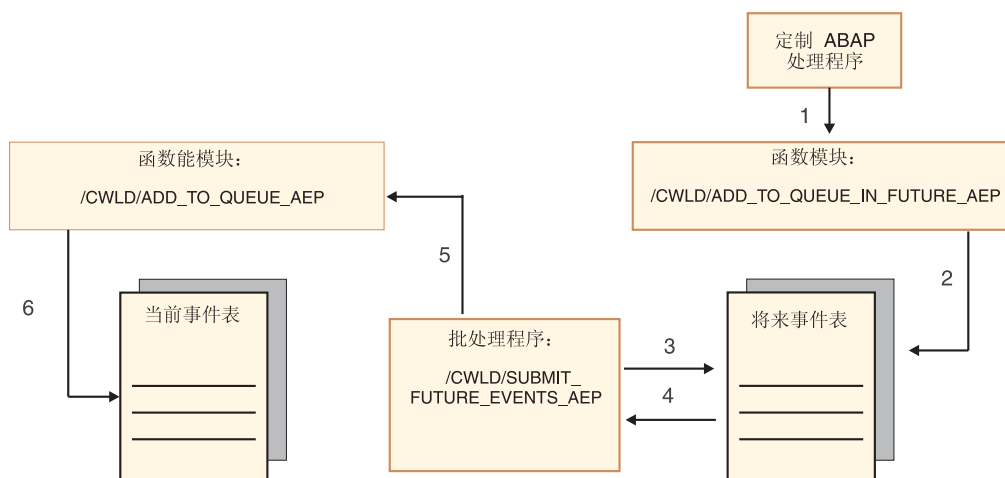 定制 ABAP
处理程序
1
函数能模块：
/CWLD/ADD_TO_QUEUE_AEP
函数模块：
/CWLD/ADD_TO_QUEUE_IN_FUTURE_AEP
5
2
6
当前事件表
批处理程序：
/CWLD/SUBMIT_
FUTURE_EVENTS_AEP
3
4
将来事件表